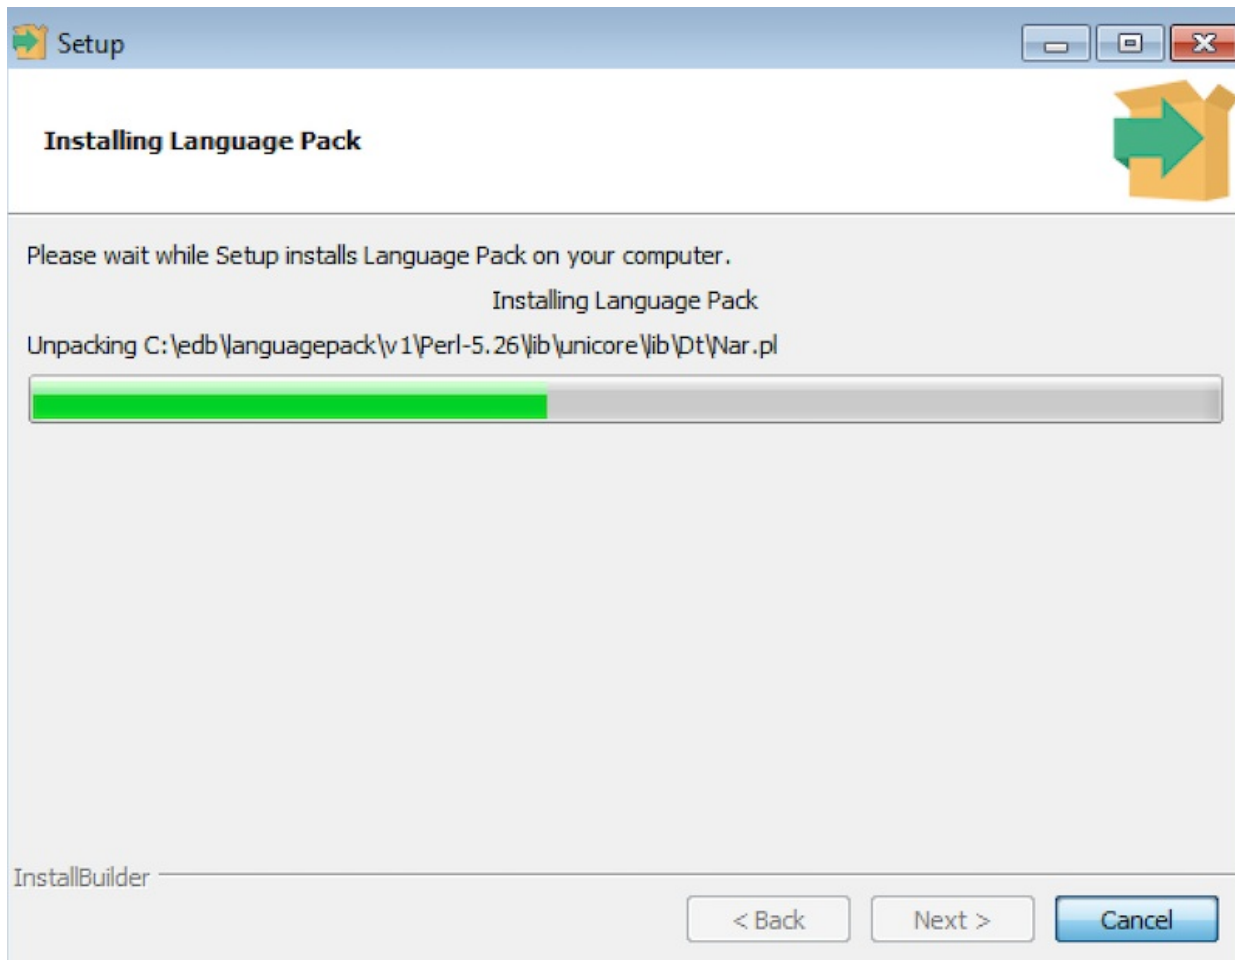 Setup
Installing Language Pack
Please wait while Setup installs Language Pack on your computer.
Installing Language Pack
Unpacking C:\edb\languagepack\v1\Perl-5.26\lib\unicore\lib\Dt\Nar.pl
InstallBuilder
< Back Next > Cancel